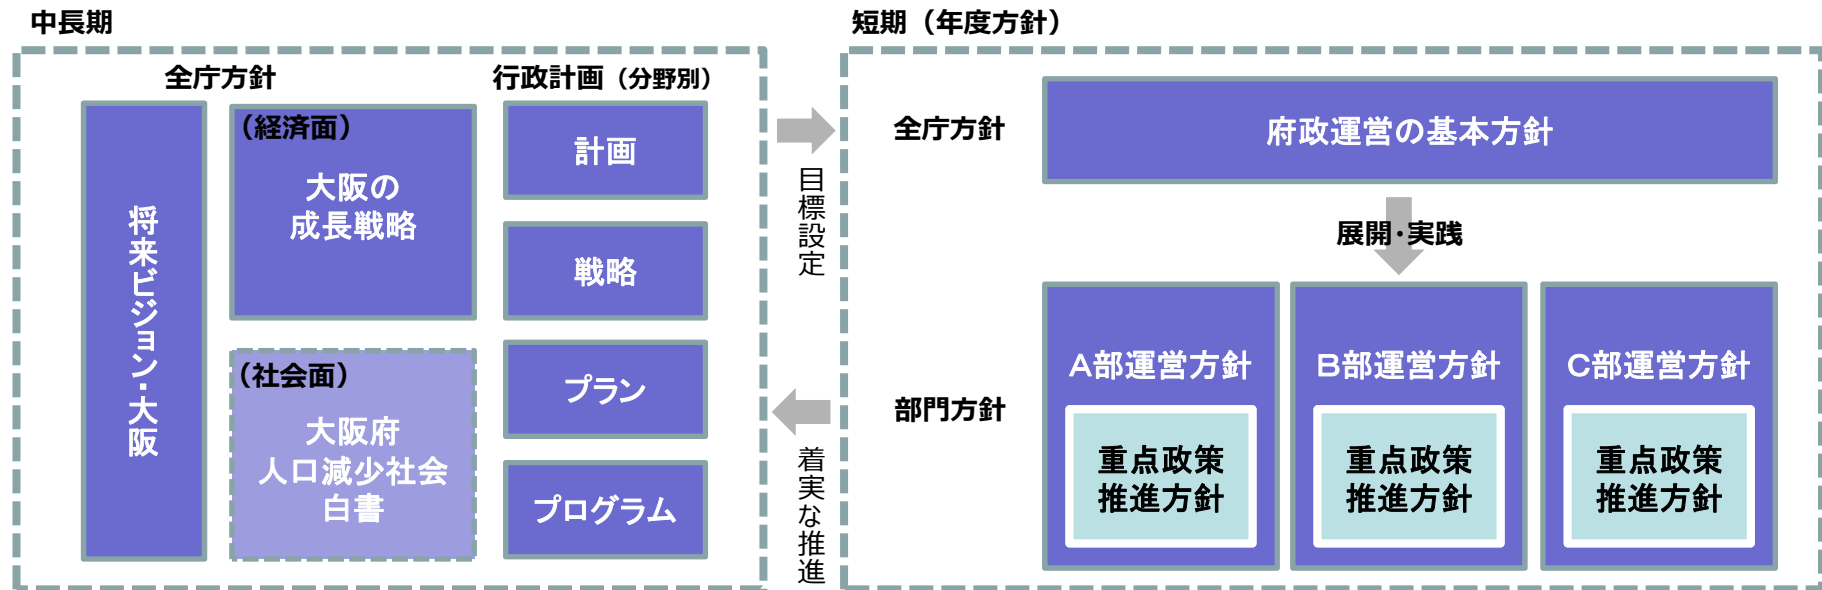 中長期
全庁方針
行政計画（分野別）
将来ビジョン・大阪
（経済面）
大阪の
成長戦略
（社会面）
大阪府
人口減少社会
白書
計画
戦略
プラン
プログラム
目標設定
着実な推進
短期（年度方針）
全庁方針
府政運営の基本方針
展開・実践
部門方針
A部運営方針
重点政策
推進方針
B部運営方針
重点政策
推進方針
C部運営方針
重点政策
推進方針